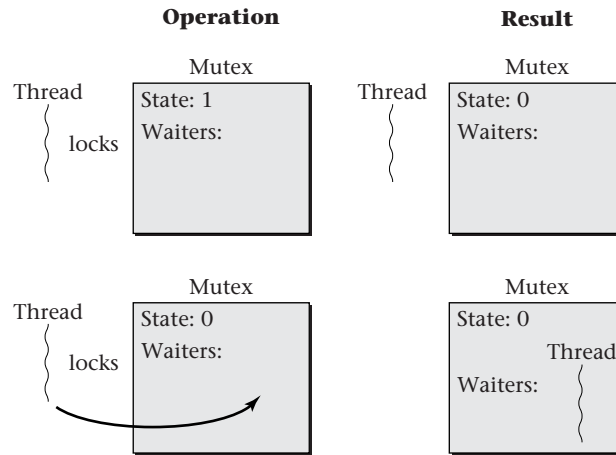 Operation
Result
Mutex
Mutex
Thread
State: 1
Thread
State: 0
locks
Waiters:
Waiters:
Mutex
Mutex
Thread
State: 0
State: 0
locks
Waiters:
Thread
Waiters: